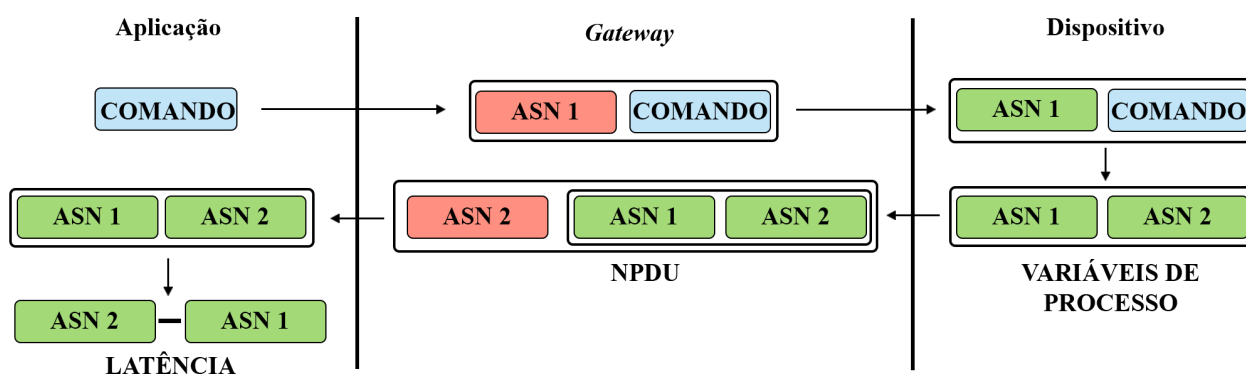 Aplicação
Gateway
Dispositivo
COMANDO
ASN 1
COMANDO
ASN 1
COMANDO
ASN 1
ASN 2
ASN 2
ASN 1
ASN 2
ASN 1
ASN 2
NPDU
VARIÁVEIS DE
PROCESSO
ASN 2
ASN 1
LATÊNCIA